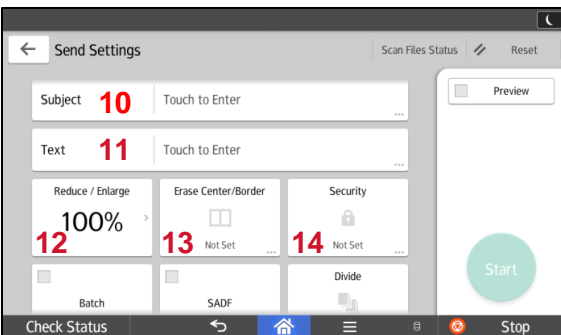 Send Settings
Scan Files Status
Reset
Subject 10 Touch to Enter ...
Preview
Text 11 Touch to Enter ...
Reduce / Enlarge
100%
12
Erase Center/Border
13
Not Set ...
Security
14
Not Set ...
Start
Batch
SADF
Divide
Check Status
Stop